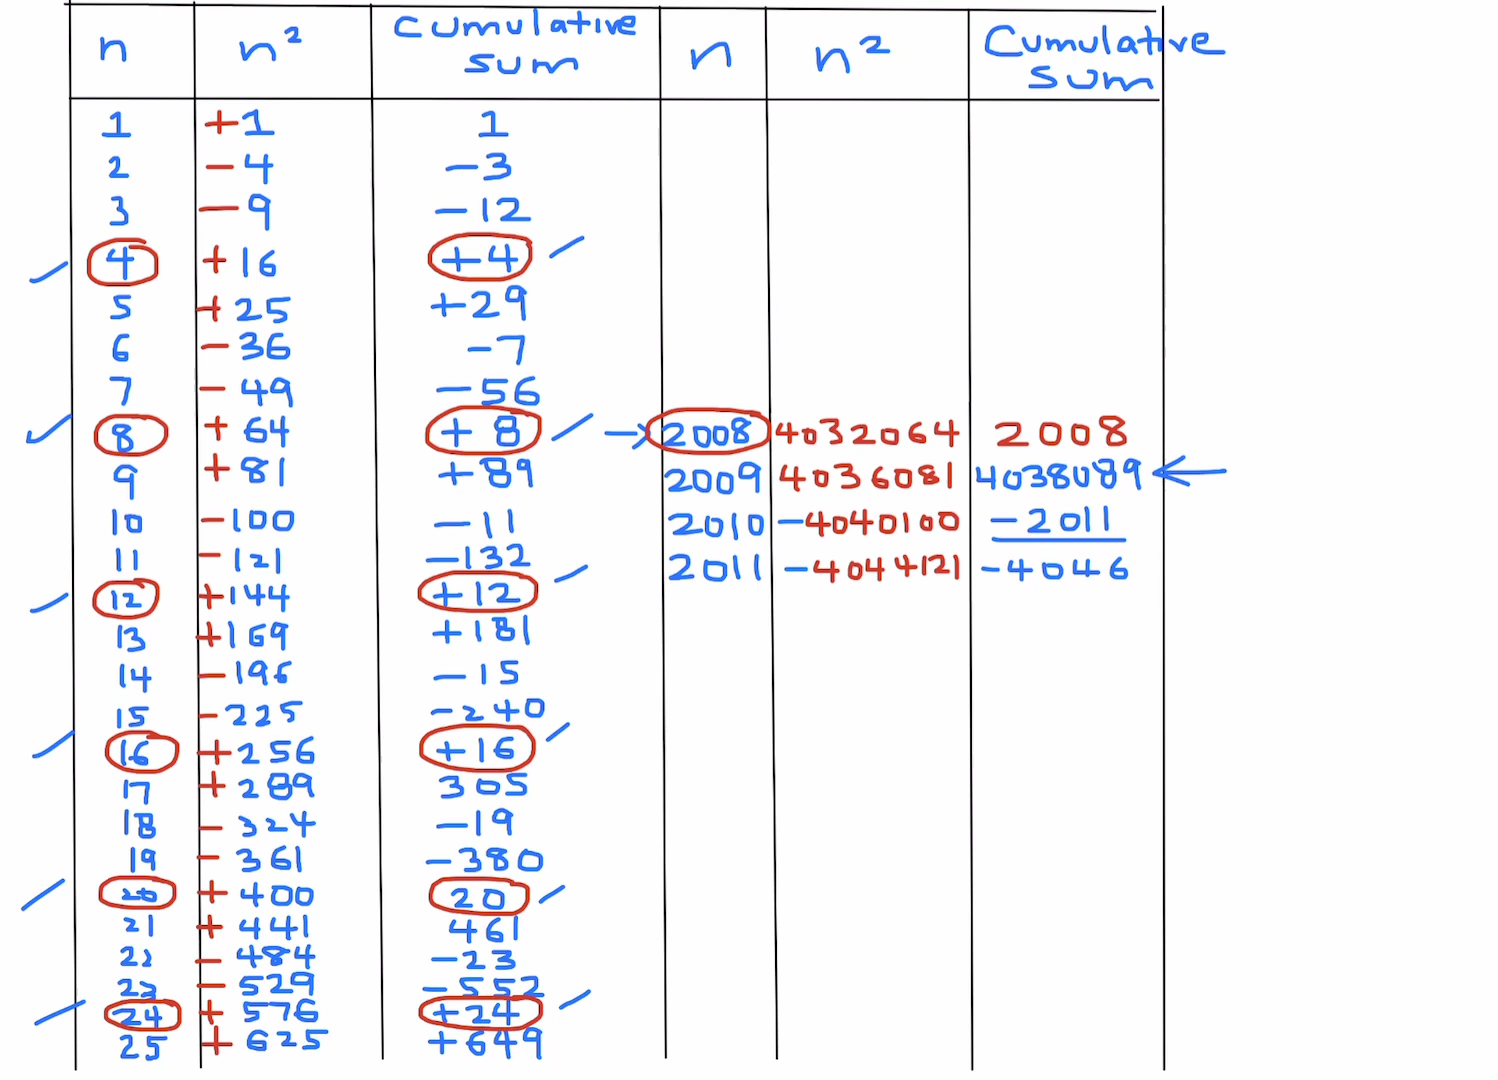 n n² cumulative sum n n² Cumulative sum
1 +1 1
2 -4 -3
3 -9 -12
4 +16 +4
5 +25 +29
6 -36 -7
7 -49 -56
8 +64 +8 → 2008 4032064 2008
9 +81 +89 2009 4036081 4038089 ←
10 -100 -11 2010 -4040100 -2011
11 -121 -132 2011 -4044121 -4046
12 +144 +12
13 +169 +181
14 -196 -15
15 -225 -240
16 +256 +16
17 +289 305
18 -324 -19
19 -361 -380
20 +400 20
21 +441 461
22 -484 -23
23 -529 -552
24 +576 +24
25 +625 +649